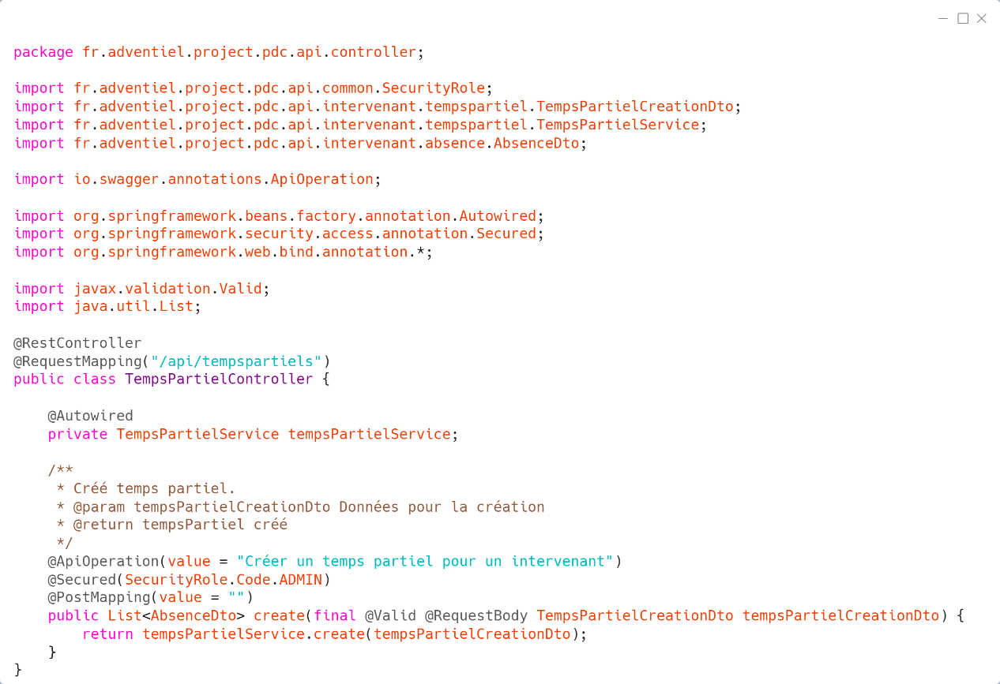 package fr.adventiel.project.pdc.api.controller;
import fr.adventiel.project.pdc.api.common.SecurityRole;
import fr.adventiel.project.pdc.api.intervenant.tempspartiel.TempsPartielCreationDto;
import fr.adventiel.project.pdc.api.intervenant.tempspartiel.TempsPartielService;
import fr.adventiel.project.pdc.api.intervenant.absence.AbsenceDto;
import io.swagger.annotations.ApiOperation;
import org.springframework.beans.factory.annotation.Autowired;
import org.springframework.security.access.annotation.Secured;
import org.springframework.web.bind.annotation.*;
import javax.validation.Valid;
import java.util.List;
@RestController
@RequestMapping("/api/tempspartiels")
public class TempsPartielController {
    @Autowired
    private TempsPartielService tempsPartielService;
    /**
     * Créé temps partiel.
     * @param tempsPartielCreationDto Données pour la création
     * @return tempsPartiel créé
     */
    @ApiOperation(value = "Créer un temps partiel pour un intervenant")
    @Secured(SecurityRole.Code.ADMIN)
    @PostMapping(value = "")
    public List<AbsenceDto> create(final @Valid @RequestBody TempsPartielCreationDto tempsPartielCreationDto) {
        return tempsPartielService.create(tempsPartielCreationDto);
    }
}